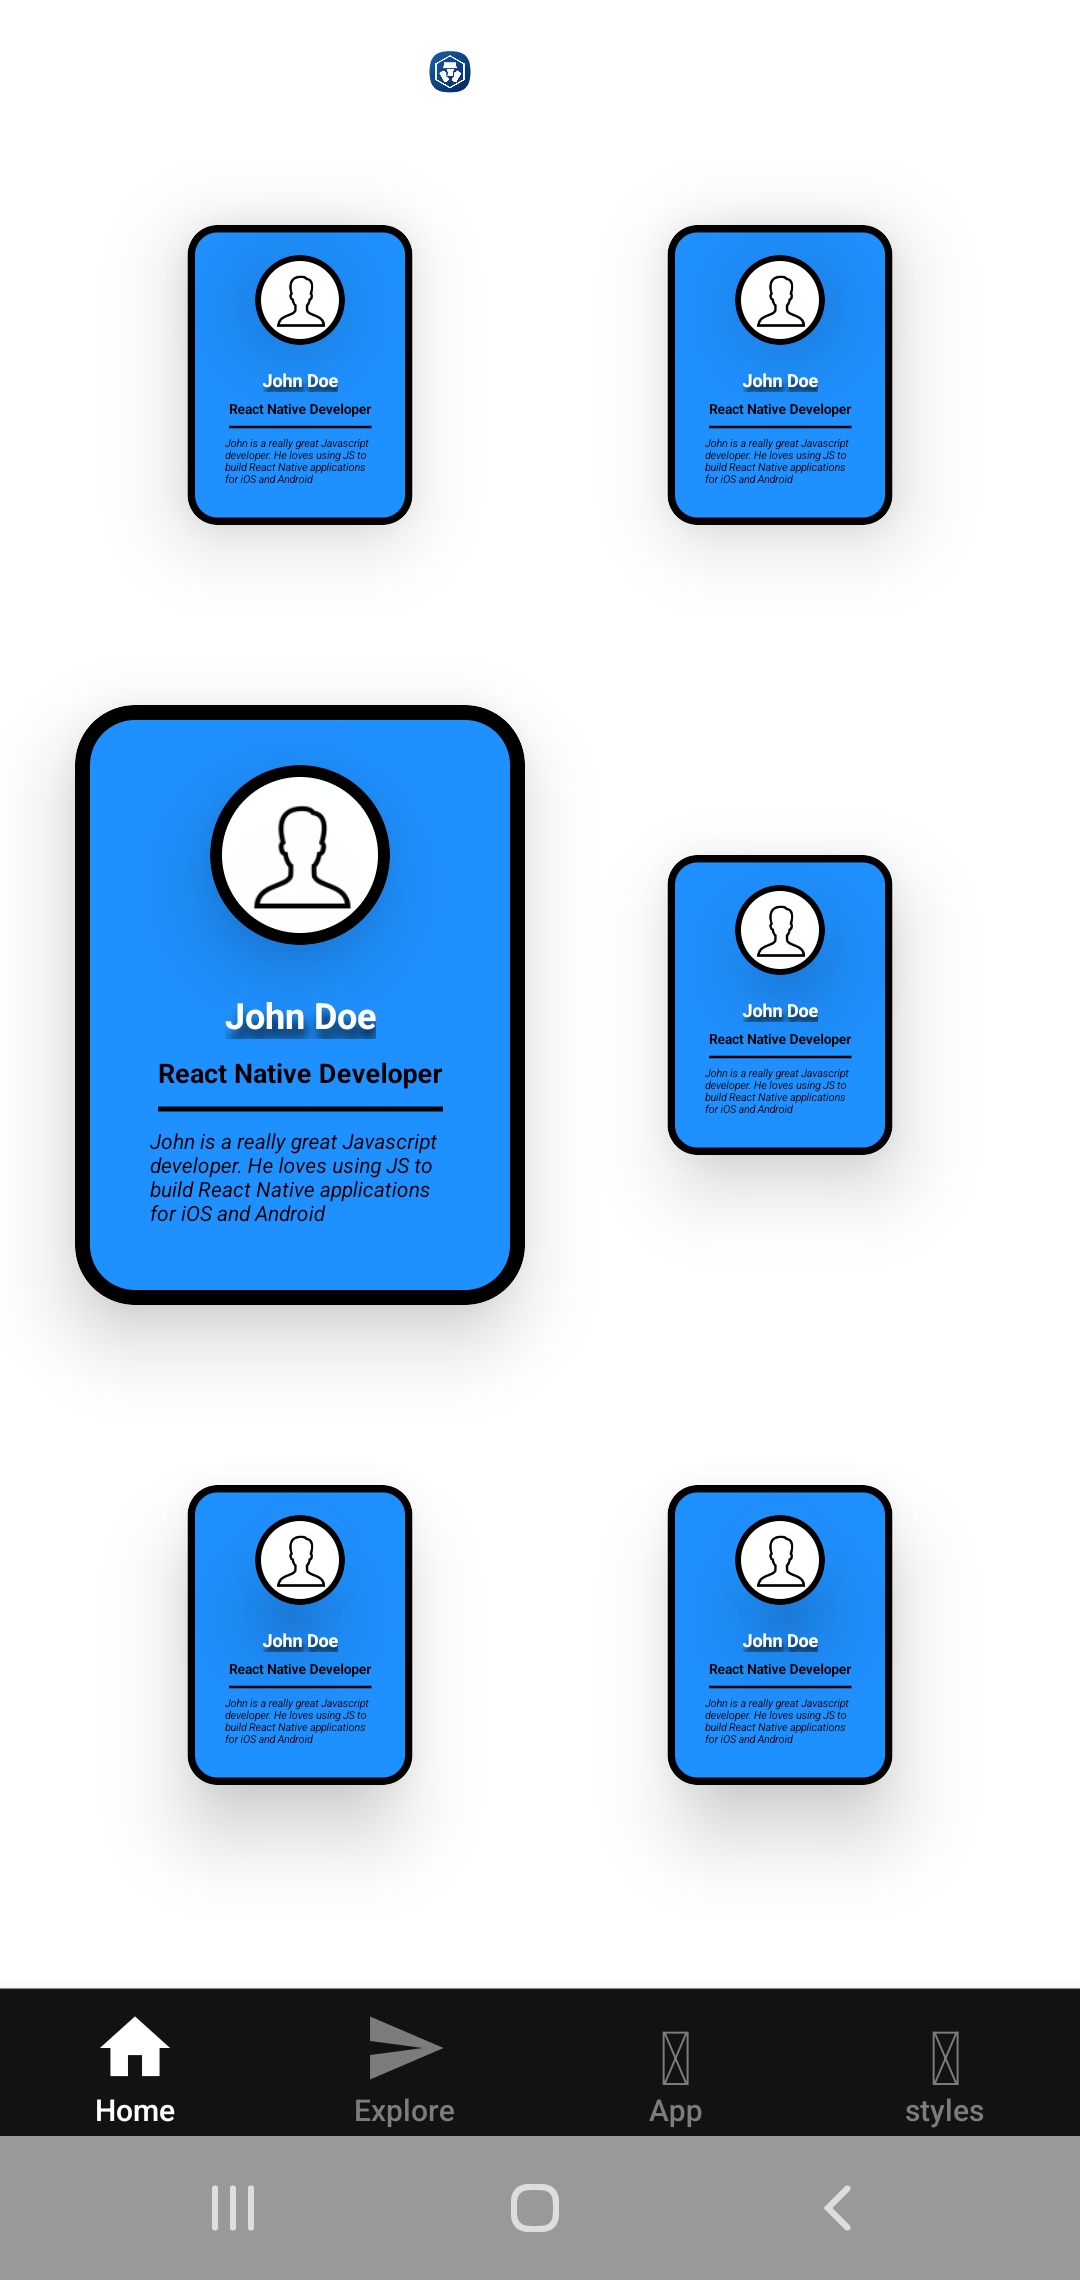 John Doe
React Native Developer
John is a really great Javascript
developer. He loves using JS to
build React Native applications
for iOS and Android
John Doe
React Native Developer
John is a really great Javascript
developer. He loves using JS to
build React Native applications
for iOS and Android
John Doe
React Native Developer
John is a really great Javascript
developer. He loves using JS to
build React Native applications
for iOS and Android
John Doe
React Native Developer
John is a really great Javascript
developer. He loves using JS to
build React Native applications
for iOS and Android
John Doe
React Native Developer
John is a really great Javascript
developer. He loves using JS to
build React Native applications
for iOS and Android
John Doe
React Native Developer
John is a really great Javascript
developer. He loves using JS to
build React Native applications
for iOS and Android
Home
Explore
App
styles